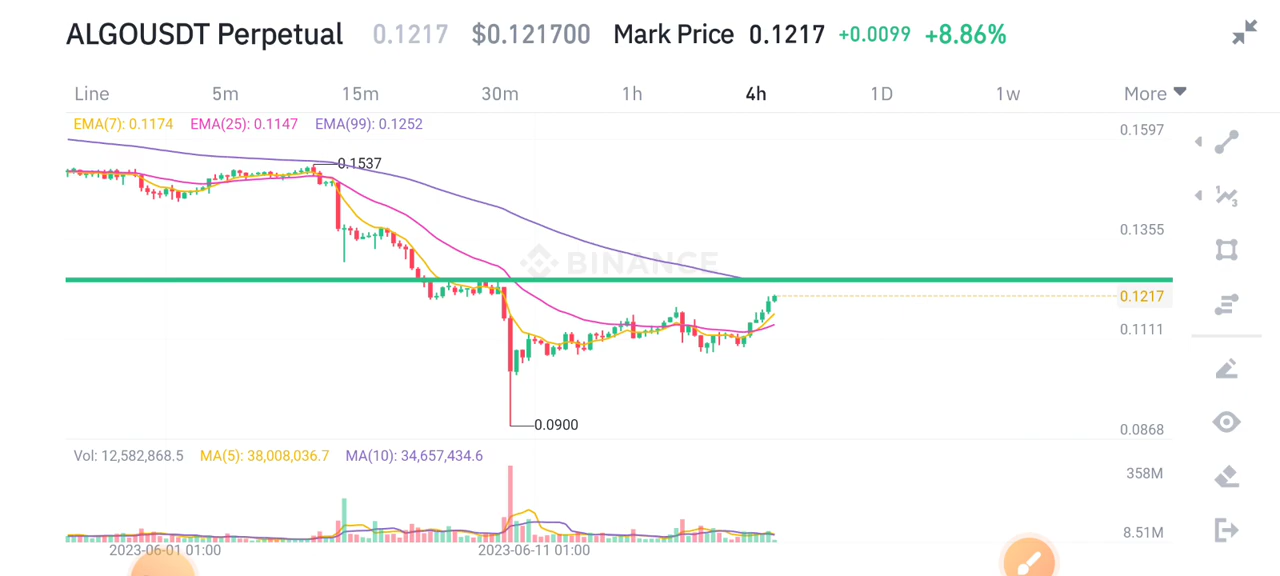 ALGOUSDT Perpetual 0.1217 $0.121700 Mark Price 0.1217 +0.0099 +8.86%
Line 5m 15m 30m 1h 4h 1D 1w More
EMA(7): 0.1174 EMA(25): 0.1147 EMA(99): 0.1252
0.1597
0.1537
0.1355
BINANCE
0.1217
0.1111
0.0900
0.0868
Vol: 12,582,868.5 MA(5): 38,008,036.7 MA(10): 34,657,434.6
358M
8.51M
2023-06-01 01:00 2023-06-11 01:00